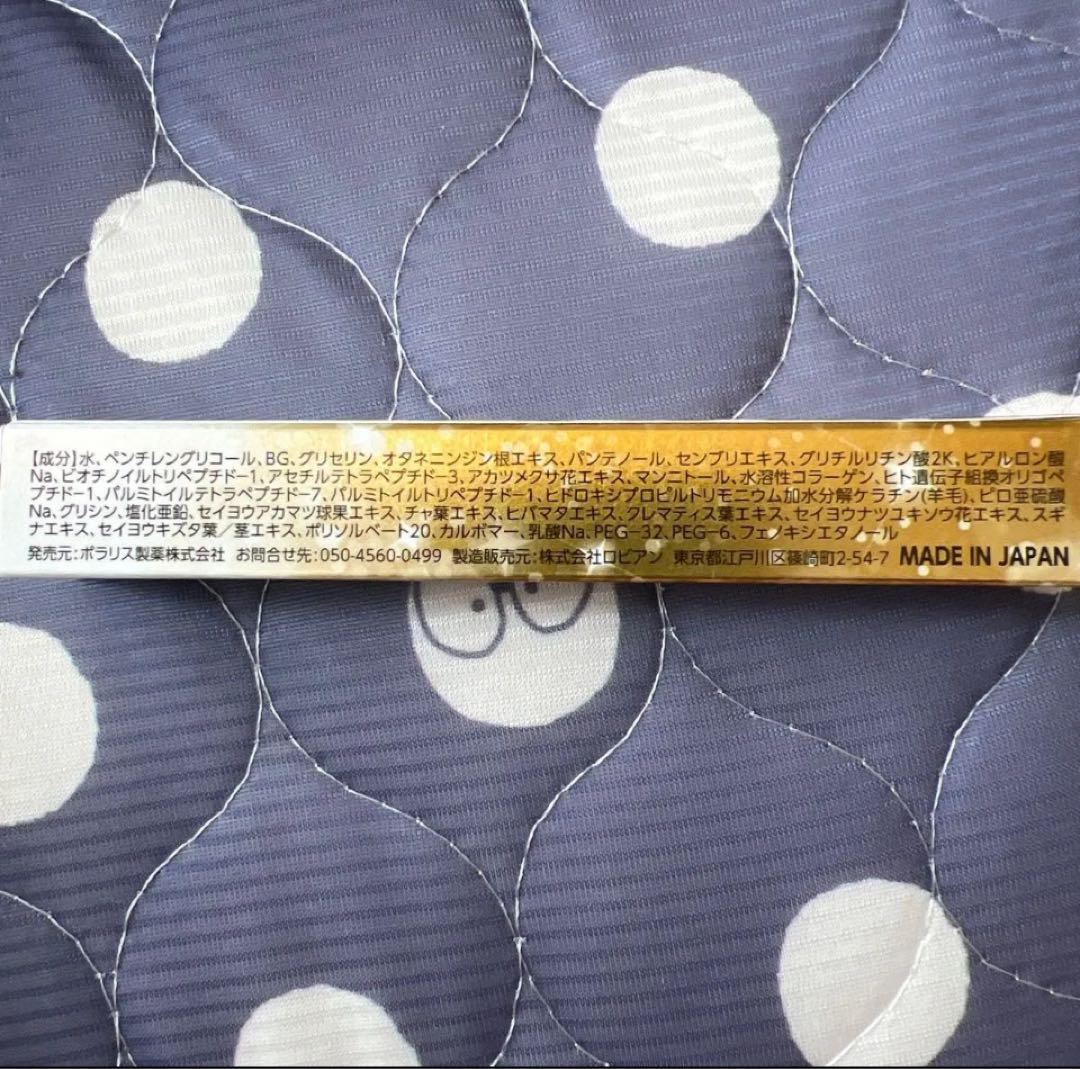 【成分】水、ペンチレングリコール、BG、グリセリン、オタネニンジン根エキス、パンテノール、センブリエキス、グリチルリチン酸2K、ヒアルロン酸
Na、ビオチノイルトリペプチド-1、アセチルテトラペプチド-3、アカツメクサ花エキス、マンニトール、水溶性コラーゲン、ヒト遺伝子組換オリゴペ
プチド-1、パルミトイルテトラペプチド-7、パルミトイルトリペプチド-1、ヒドロキシプロピルトリモニウム加水分解ケラチン(羊毛)、ピロ亜硫酸
Na、グリシン、塩化亜鉛、セイヨウアカマツ球果エキス、チャ葉エキス、ヒバマタエキス、クレマティス葉エキス、セイヨウナツユキソウ花エキス、スギ
ナエキス、セイヨウキズタ葉/茎エキス、ポリソルベート20、カルボマー、乳酸Na、PEG-32、PEG-6、フェノキシエタノール
発売元:ポラリス製薬株式会社 お問合せ先:050-4560-0499 製造販売元:株式会社ロピアン 東京都江戸川区篠崎町2-54-7 MADE IN JAPAN